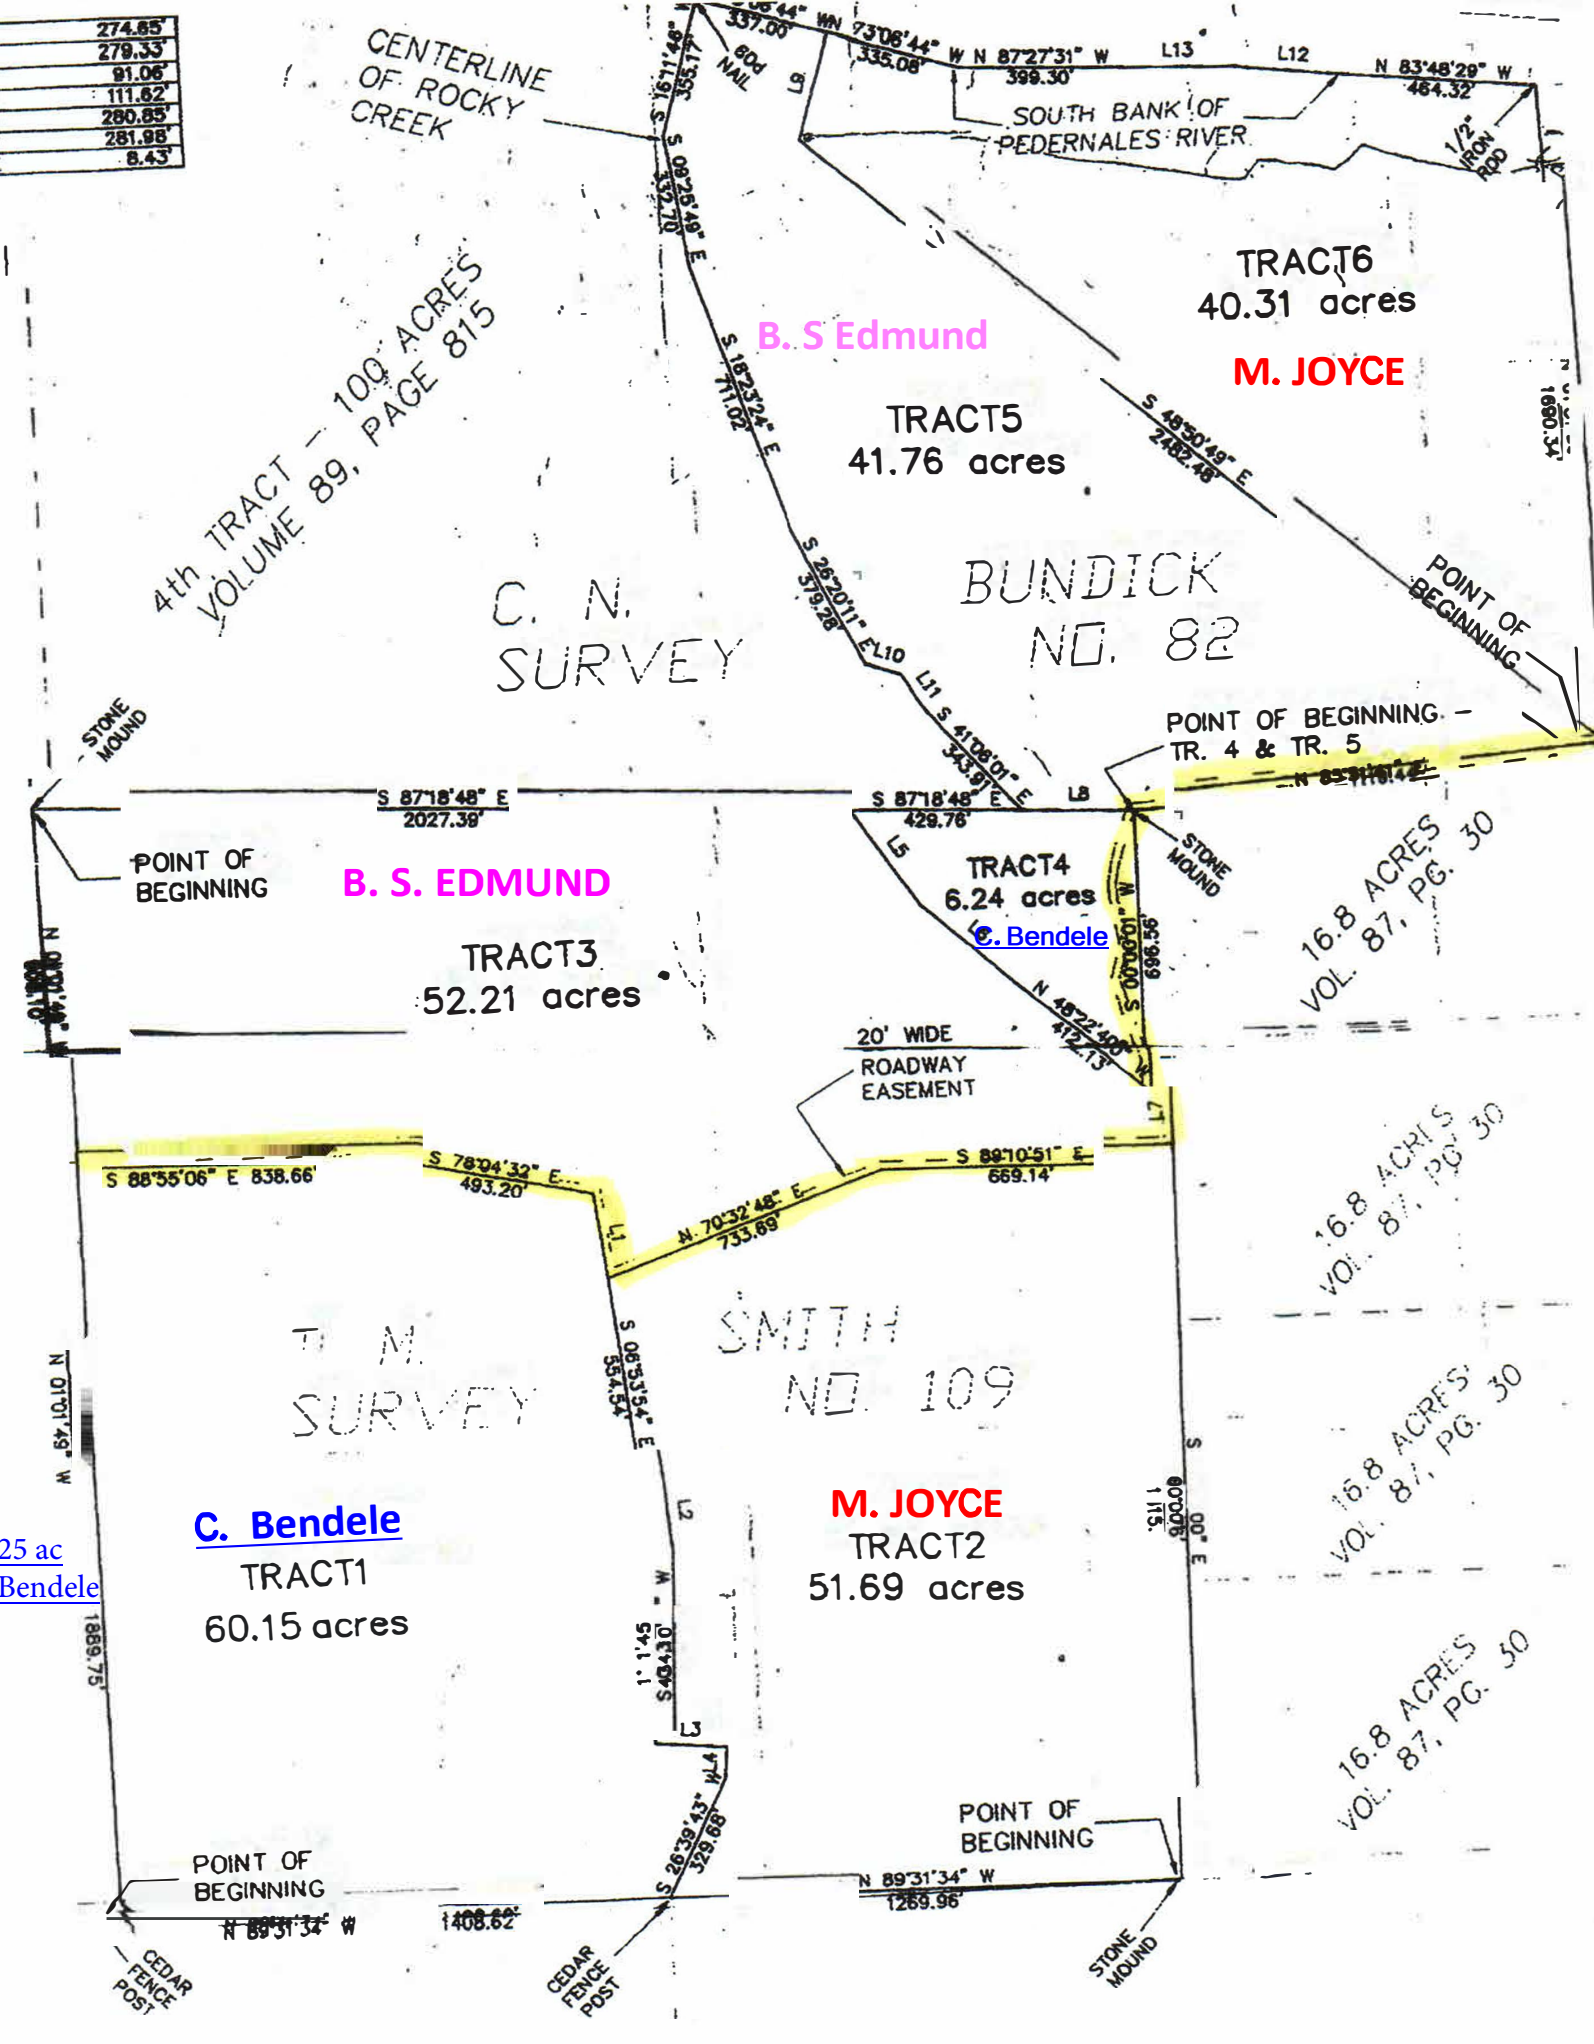 274.65'
279.33'
91.06'
111.62'
280.85'
281.98'
8.43'
CENTERLINE
OF ROCKY
CREEK
S 16°11'46" W
355.17'
60d
NAIL
337.00'
N 73°06'44" W
335.08'
L9
N 87°27'31" W
399.30'
L13
L12
N 83°48'29" W
464.32'
SOUTH BANK OF
PEDERNALES RIVER
1/2"
IRON
ROD
S 09°25'49" E
332.70'
TRACT6
40.31 acres
M. JOYCE
1690.34'
B. S Edmund
TRACT5
41.76 acres
S 18°23'24" E
711.02'
S 48°50'49" E
2482.48'
4th TRACT — 100 ACRES
VOLUME 89, PAGE 815
S 26°20'11" E
379.28'
C. N.
SURVEY
BUNDICK
NO. 82
POINT OF
BEGINNING
L10
L11
S 41°06'01" E
343.91'
POINT OF BEGINNING -
TR. 4 & TR. 5
STONE
MOUND
S 87°18'48" E
2027.39'
S 87°18'48" E
429.76'
L8
POINT OF
BEGINNING
B. S. EDMUND
L5
TRACT4
6.24 acres
C. Bendele
L6
STONE
MOUND
S 00°00'10" W
696.56'
16.8 ACRES
VOL. 87, PG. 30
TRACT3
52.21 acres
N 48°22'40" W
412.13'
20' WIDE
ROADWAY
EASEMENT
L7
S 88°55'06" E 838.66'
S 78°04'32" E
493.20'
L1
N 70°32'48" E
733.69'
S 89°10'51" E
669.14'
16.8 ACRES
VOL. 87, PG 30
T. M.
SURVEY
SMITH
NO. 109
S 06°53'54" E
554.54'
N 01°01'49" W
1889.75'
16.8 ACRES
VOL. 87, PG. 30
L2
C. Bendele
TRACT1
60.15 acres
25 ac
Bendele
M. JOYCE
TRACT2
51.69 acres
L3
L4
16.8 ACRES
VOL. 87, PG. 30
S 26°39'43" W
329.68'
POINT OF
BEGINNING
POINT OF
BEGINNING
N 89°31'34" W
1408.62'
N 89°31'34" W
1269.96'
CEDAR
FENCE
POST
CEDAR
FENCE
POST
STONE
MOUND